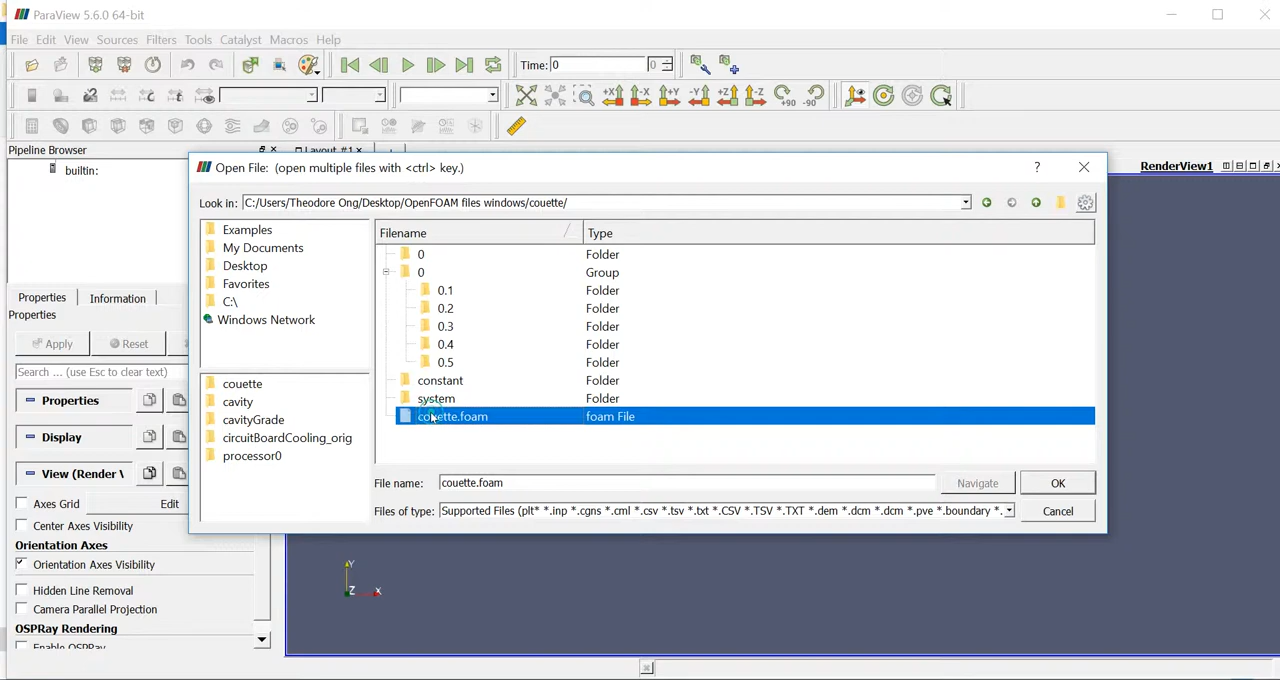 ParaView 5.6.0 64-bit
File Edit View Sources Filters Tools Catalyst Macros Help
Time: 0 0
+X -X +Y -Y +Z -Z +90 -90
Pipeline Browser
Layout #1
builtin:
RenderView1
Open File: (open multiple files with <ctrl> key.)
Look in: C:/Users/Theodore Ong/Desktop/OpenFOAM files windows/couette/
Examples
My Documents
Desktop
Favorites
C:\
Windows Network
couette
cavity
cavityGrade
circuitBoardCooling_orig
processor0
Filename Type
0 Folder
0 Group
0.1 Folder
0.2 Folder
0.3 Folder
0.4 Folder
0.5 Folder
constant Folder
system Folder
couette.foam foam File
File name: couette.foam Navigate OK
Files of type: Supported Files (plt* *.inp *.cgns *.cml *.csv *.tsv *.txt *.CSV *.TSV *.TXT *.dem *.dcm *.dcm *.pve *.boundary *. Cancel
Properties Information
Properties
Apply Reset
Search ... (use Esc to clear text)
Properties
Display
View (Render \
Axes Grid Edit
Center Axes Visibility
Orientation Axes
Orientation Axes Visibility
Hidden Line Removal
Camera Parallel Projection
OSPRay Rendering
Enable OSPRay
Y
Z X